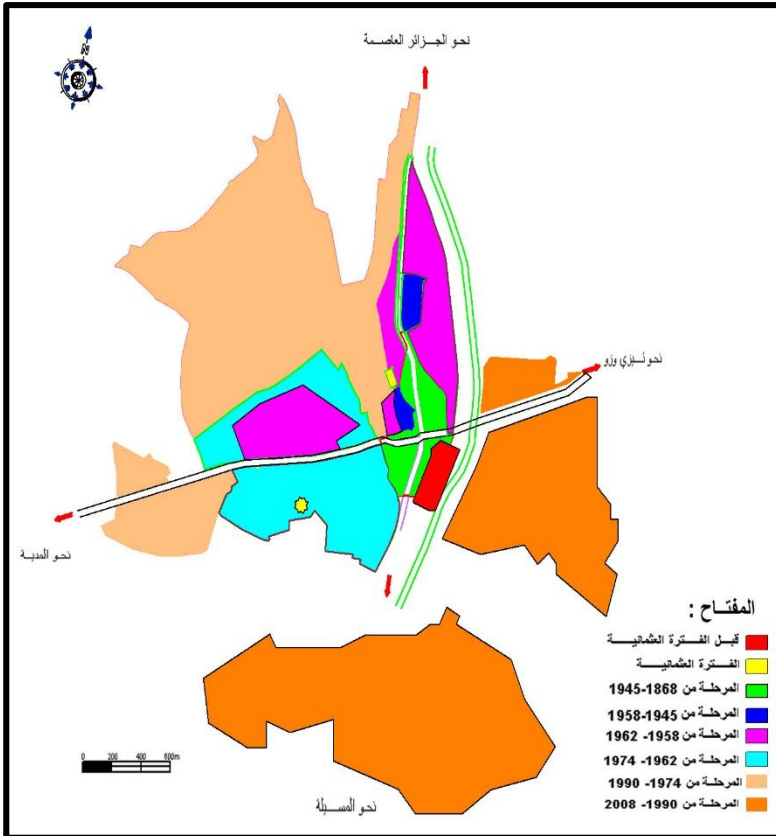 نحو الجزائر العاصمة
N
نحو تيزي وزو
نحو المدية
المفتاح :
قبل الفترة العثمانية
الفترة العثمانية
المرحلة من 1868-1945
المرحلة من 1945-1958
المرحلة من 1958- 1962
المرحلة من 1962- 1974
المرحلة من 1974- 1990
المرحلة من 1990- 2008
0 200 400 600m
نحو المسيلة